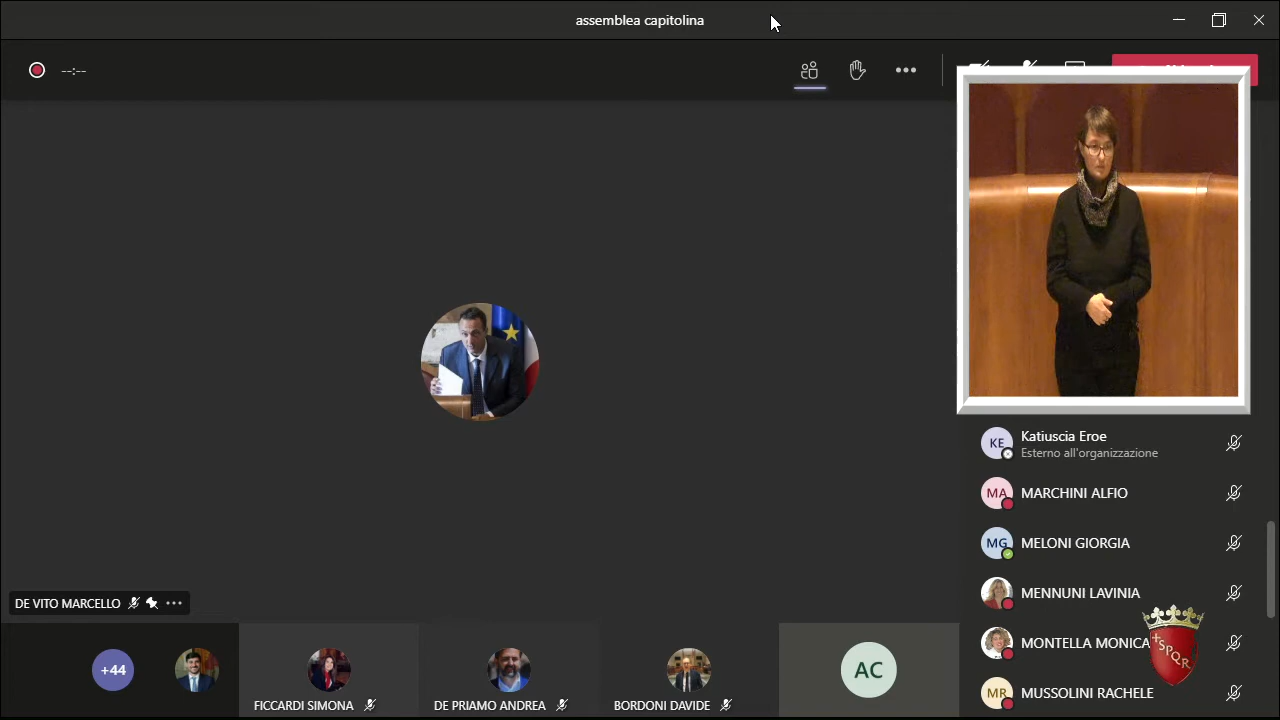 assemblea capitolina
--:--
Katiuscia Eroe
Esterno all'organizzazione
KE
MARCHINI ALFIO
MA
MELONI GIORGIA
MG
MENNUNI LAVINIA
MONTELLA MONICA
MUSSOLINI RACHELE
MR
SPQR
DE VITO MARCELLO
+44
FICCARDI SIMONA
DE PRIAMO ANDREA
BORDONI DAVIDE
AC